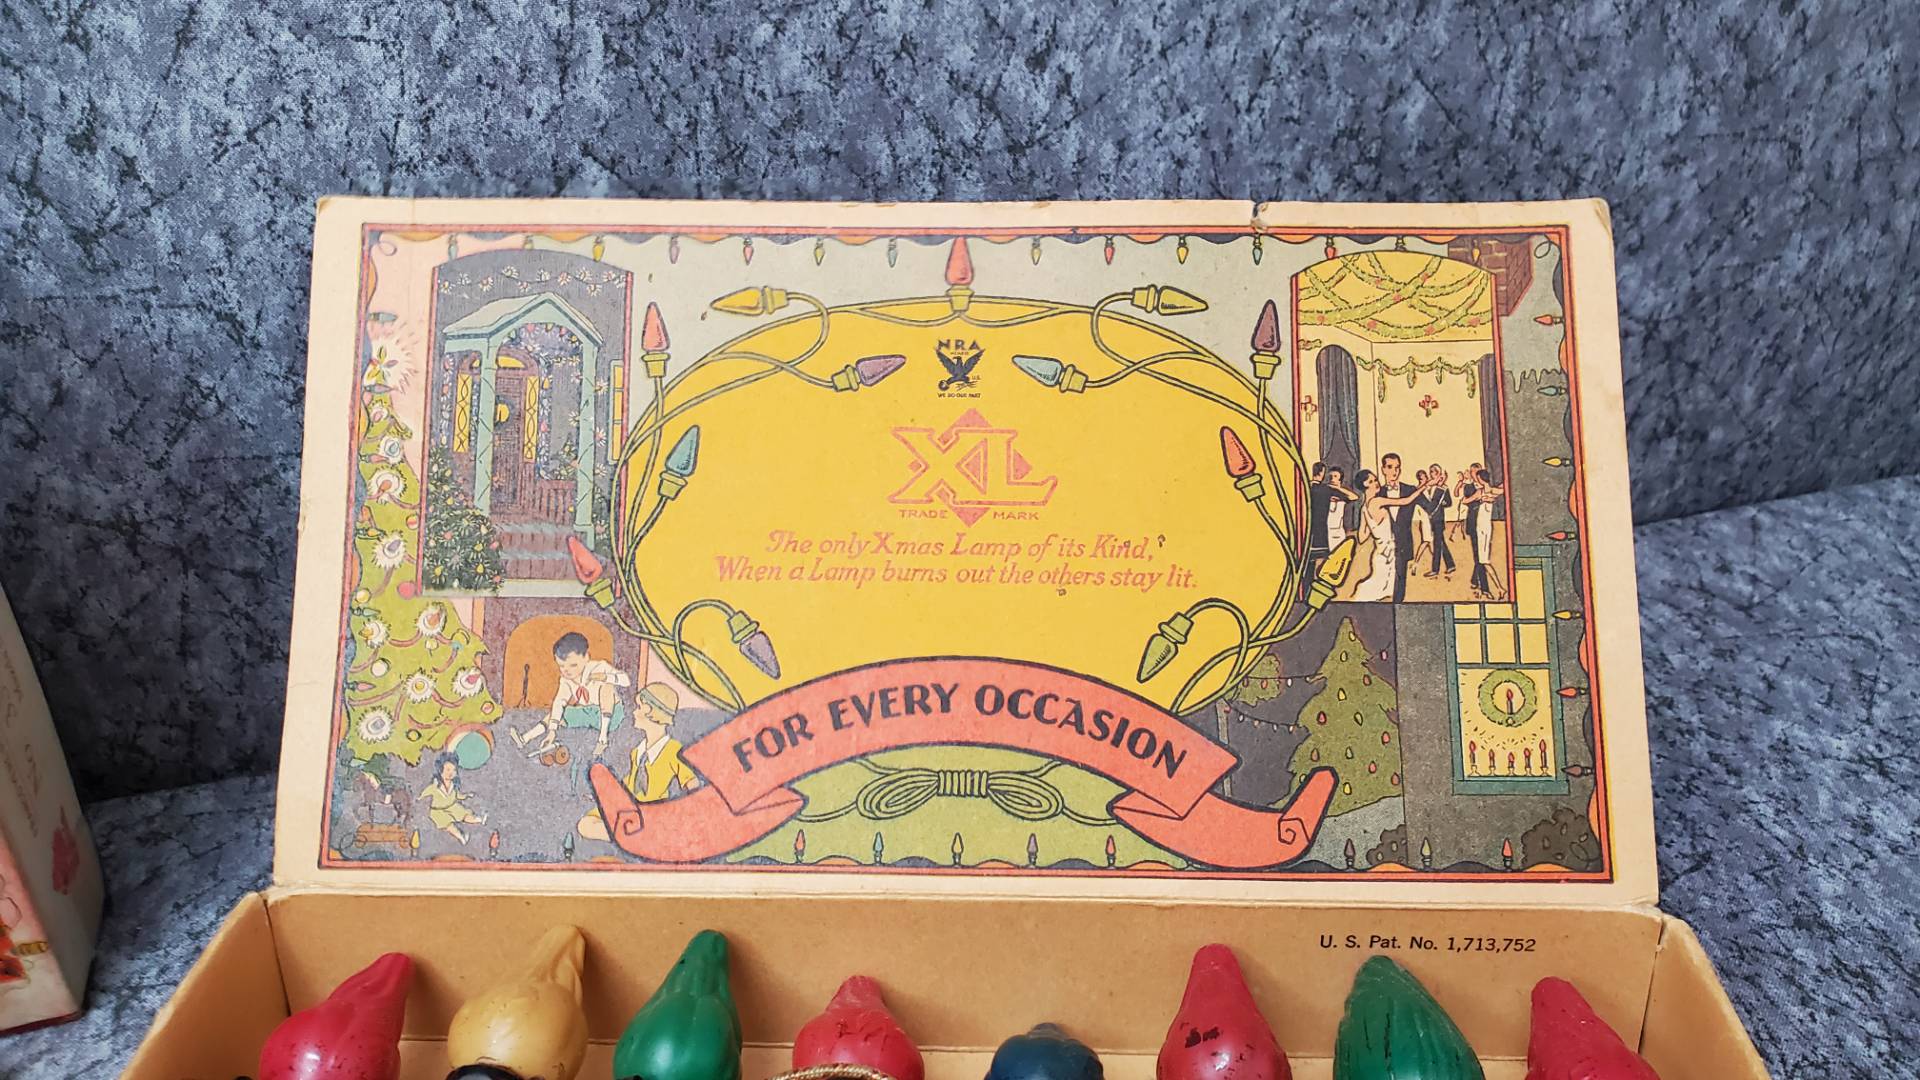 NRA
MEMBER
U.S.
WE DO OUR PART
XL
TRADE MARK
The only Xmas Lamp of its Kind,
When a Lamp burns out the others stay lit.
FOR EVERY OCCASION
U. S. Pat. No. 1,713,752